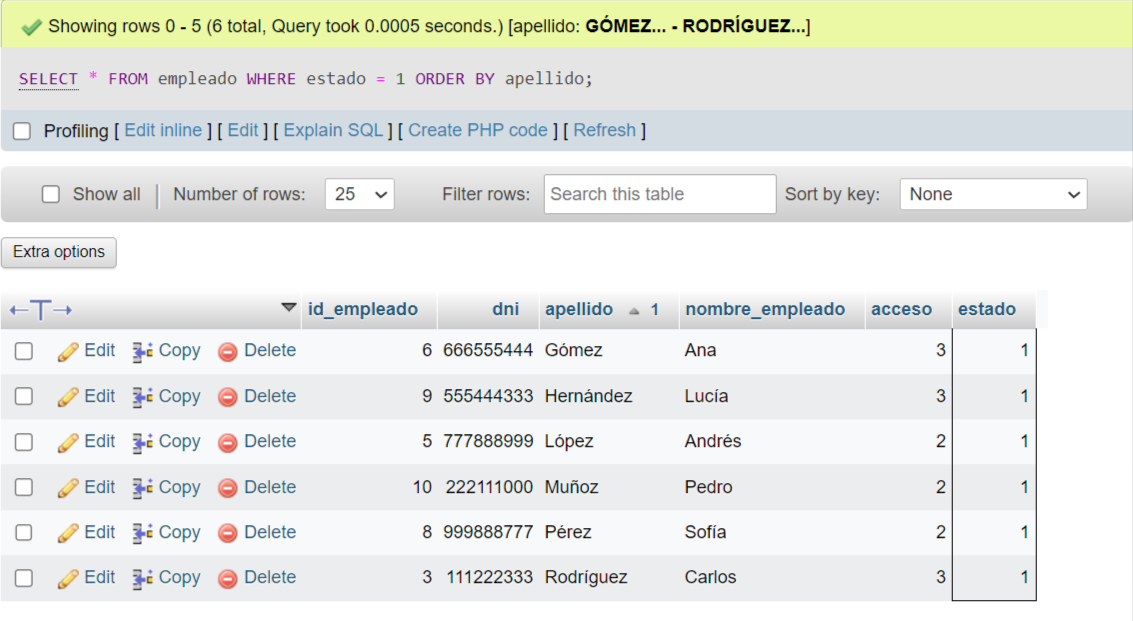 Showing rows 0 - 5 (6 total, Query took 0.0005 seconds.) [apellido: GÓMEZ... - RODRÍGUEZ...]
SELECT * FROM empleado WHERE estado = 1 ORDER BY apellido;
Profiling [ Edit inline ] [ Edit ] [ Explain SQL ] [ Create PHP code ] [ Refresh ]
Show all | Number of rows: 25 Filter rows: Search this table Sort by key: None
Extra options
←T→ id_empleado dni apellido 1 nombre_empleado acceso estado
Edit Copy Delete 6 666555444 Gómez Ana 3 1
Edit Copy Delete 9 555444333 Hernández Lucía 3 1
Edit Copy Delete 5 777888999 López Andrés 2 1
Edit Copy Delete 10 222111000 Muñoz Pedro 2 1
Edit Copy Delete 8 999888777 Pérez Sofía 2 1
Edit Copy Delete 3 111222333 Rodríguez Carlos 3 1